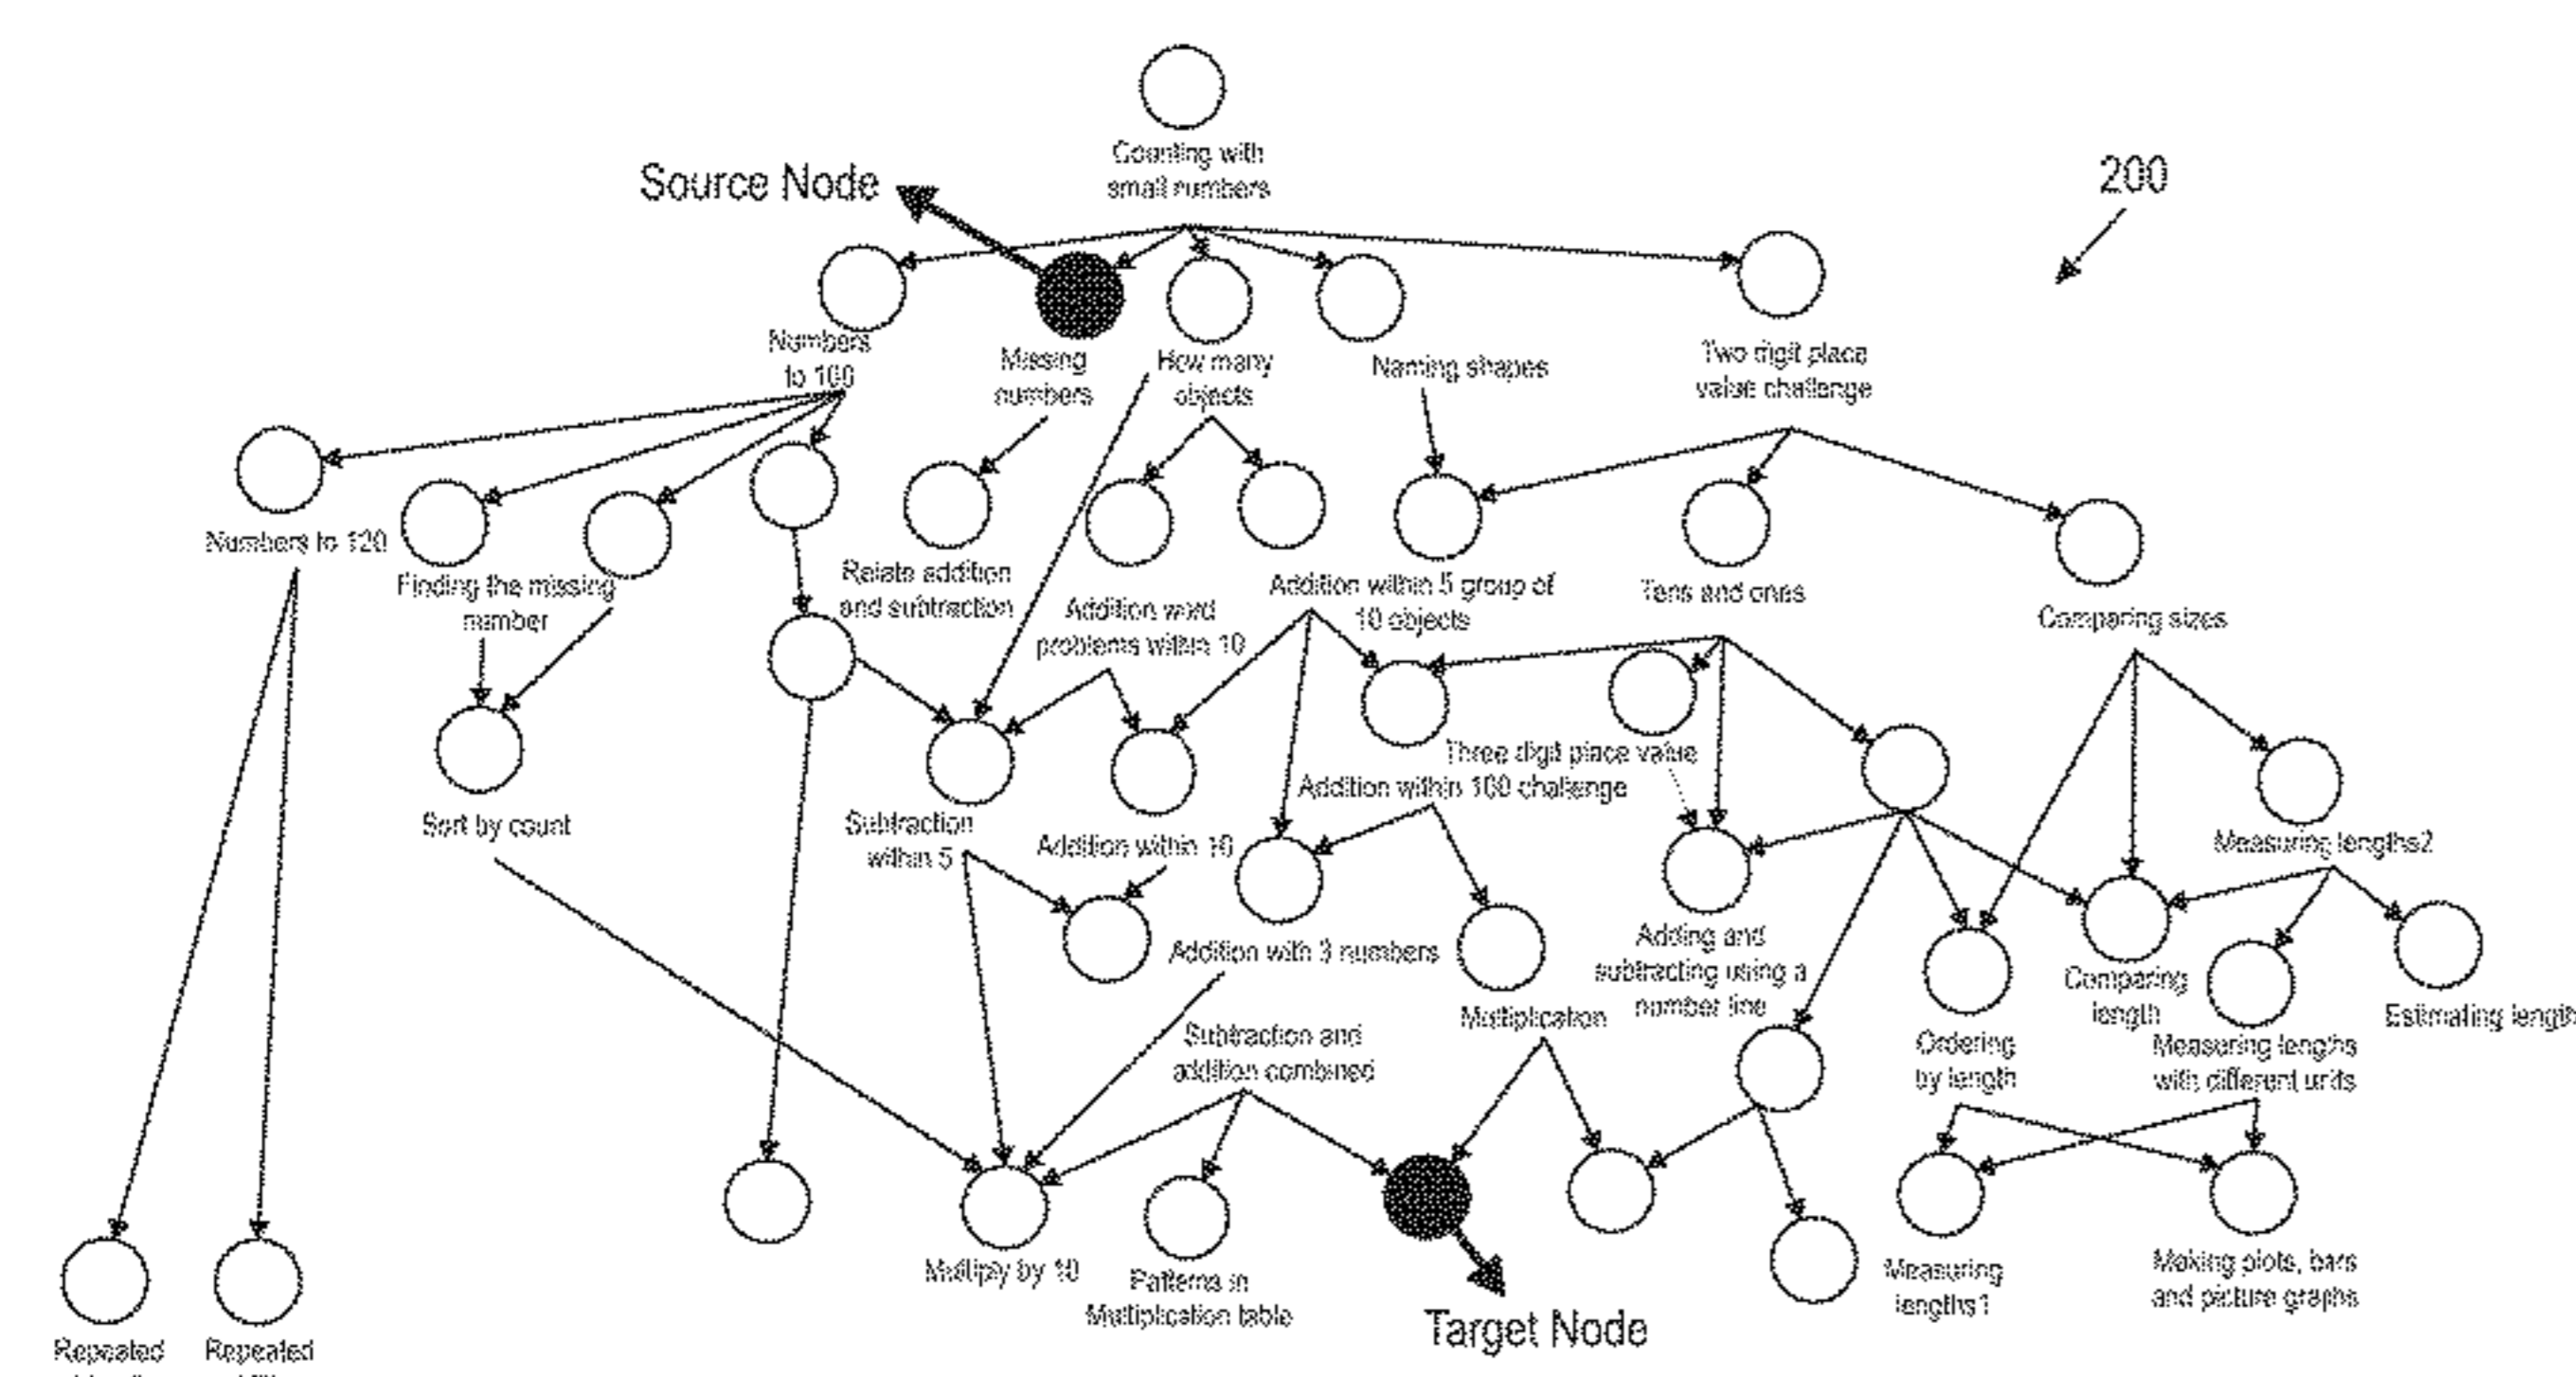 Counting with
small numbers
Source Node
200
Numbers
to 100
Missing
numbers
How many
objects
Naming shapes
Two digit place
value challenge
Numbers to 120
Finding the missing
number
Relate addition
and subtraction
Addition word
problems within 10
Addition within 5 group of
10 objects
Tens and ones
Comparing sizes
Three digit place value
Addition within 100 challenge
Sort by count
Subtraction
within 5
Addition within 10
Measuring lengths2
Addition with 3 numbers
Multiplication
Adding and
subtracting using a
number line
Comparing
length
Estimating length
Subtraction and
addition combined
Ordering
by length
Measuring lengths
with different units
Multiply by 10
Patterns in
Multiplication table
Target Node
Measuring
lengths1
Making plots, bars
and picture graphs
Repeated
Repeated